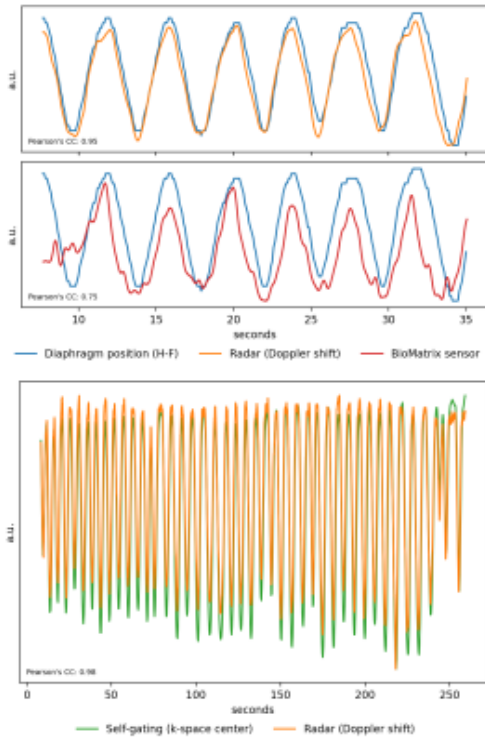 a.u.
Pearson's CC: 0.95
a.u.
Pearson's CC: 0.75
10 15 20 25 30 35
seconds
Diaphragm position (H-F) Radar (Doppler shift) BioMatrix sensor
a.u.
Pearson's CC: 0.98
0 50 100 150 200 250
seconds
Self-gating (k-space center) Radar (Doppler shift)